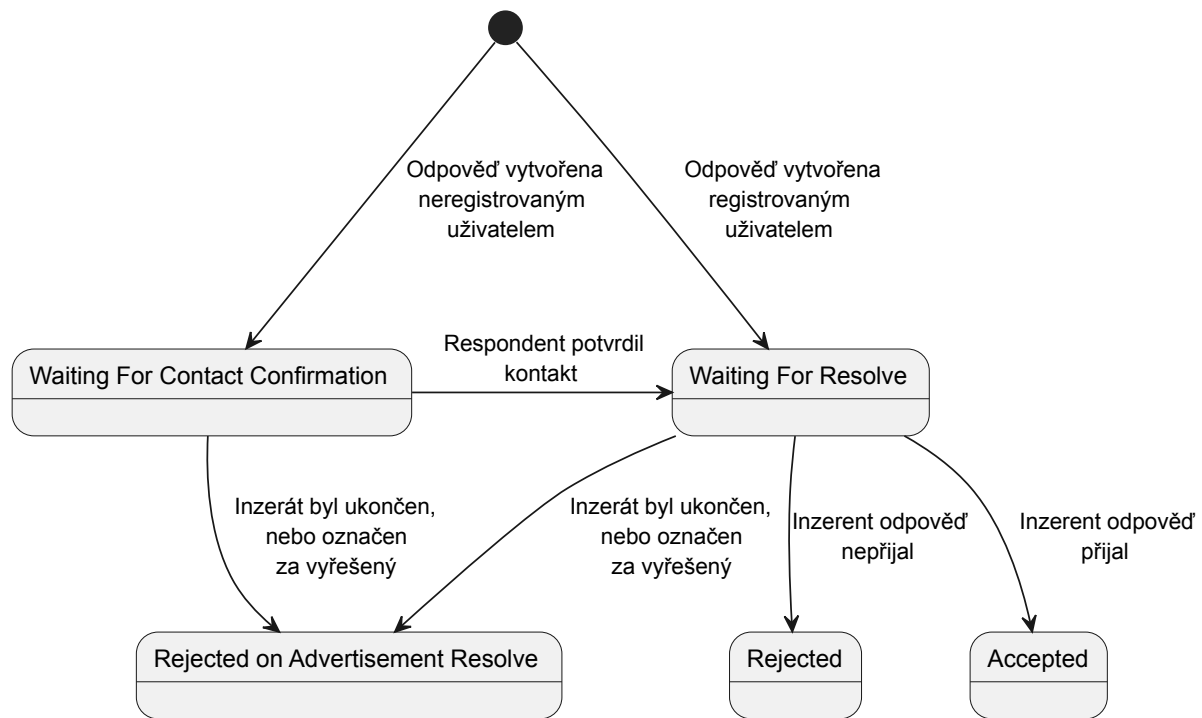 Odpověď vytvořena
neregistrovaným
uživatelem
Odpověď vytvořena
registrovaným
uživatelem
Waiting For Contact Confirmation
Respondent potvrdil
kontakt
Waiting For Resolve
Inzerát byl ukončen,
nebo označen
za vyřešený
Inzerát byl ukončen,
nebo označen
za vyřešený
Inzerent odpověď
nepřijal
Inzerent odpověď
přijal
Rejected on Advertisement Resolve
Rejected
Accepted